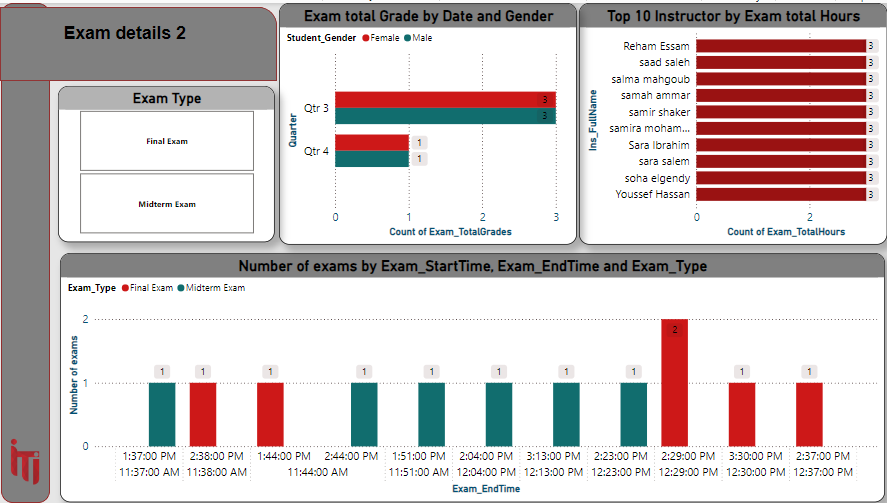 Exam details 2
Exam Type
Final Exam
Midterm Exam
Exam total Grade by Date and Gender
Student_Gender Female Male
Quarter
Qtr 3
3
3
Qtr 4
1
1
0 1 2 3
Count of Exam_TotalGrades
Top 10 Instructor by Exam total Hours
Ins_FullName
Reham Essam 3
saad saleh 3
salma mahgoub 3
samah ammar 3
samir shaker 3
samira moham... 3
Sara Ibrahim 3
sara salem 3
soha elgendy 3
Youssef Hassan 3
0 2
Count of Exam_TotalHours
Number of exams by Exam_StartTime, Exam_EndTime and Exam_Type
Exam_Type Final Exam Midterm Exam
Number of exams
2
1
0
1 1 1 1 1 1 1 1 2 1 1
1:37:00 PM 2:38:00 PM 1:44:00 PM 2:44:00 PM 1:51:00 PM 2:04:00 PM 3:13:00 PM 2:23:00 PM 2:29:00 PM 3:30:00 PM 2:37:00 PM
11:37:00 AM 11:38:00 AM 11:44:00 AM 11:51:00 AM 12:04:00 PM 12:13:00 PM 12:23:00 PM 12:29:00 PM 12:30:00 PM 12:37:00 PM
Exam_EndTime
iTi